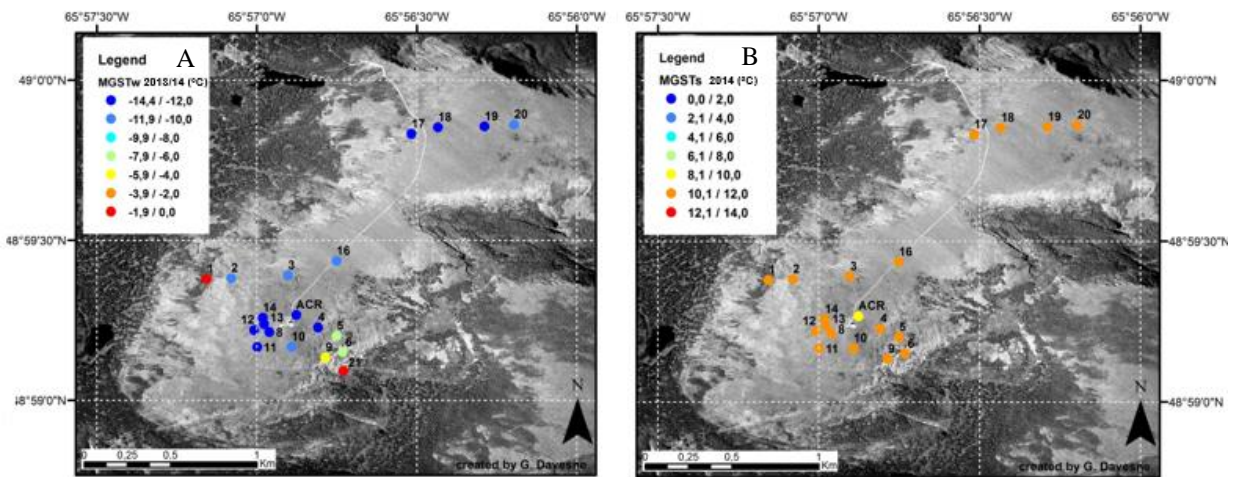 65°57'30"W 65°57'0"W 65°56'30"W 65°56'0"W
Legend A
MGSTw 2013/14 (°C)
-14,4 / -12,0
-11,9 / -10,0
-9,9 / -8,0
-7,9 / -6,0
-5,9 / -4,0
-3,9 / -2,0
-1,9 / 0,0
49°0'0"N
48°59'30"N
48°59'0"N
17 18 19 20
16
1 2 3
14
13
12
8
ACR
4
5
6
11
10
9
21
N
0 0,25 0,5 1
Km
created by G. Davesne
65°57'30"W 65°57'0"W 65°56'30"W 65°56'0"W
Legend B
MGSTs 2014 (°C)
0,0 / 2,0
2,1 / 4,0
4,1 / 6,0
6,1 / 8,0
8,1 / 10,0
10,1 / 12,0
12,1 / 14,0
49°0'0"N
48°59'30"N
48°59'0"N
17 18 19 20
16
1 2 3
14
13
12
8
ACR
4
5
6
11
10
9
N
0 0,25 0,5 1
Km
created by G. Davesne